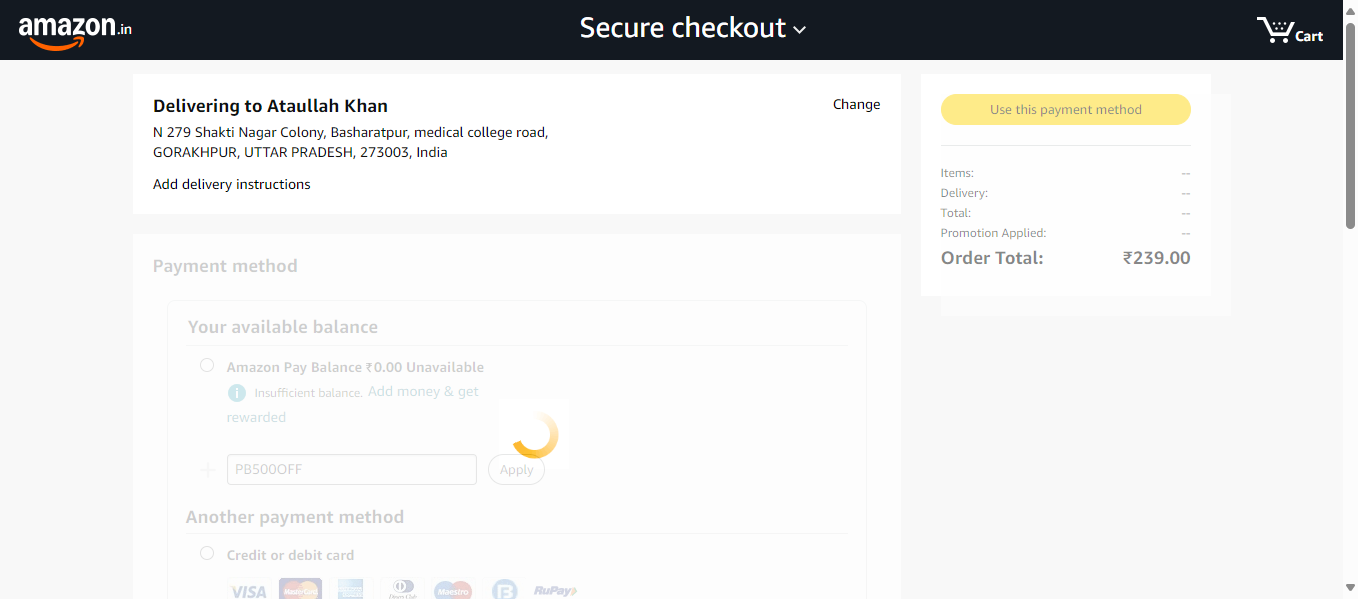 amazon.in
Secure checkout
Cart
Delivering to Ataullah Khan
Change
N 279 Shakti Nagar Colony, Basharatpur, medical college road,
GORAKHPUR, UTTAR PRADESH, 273003, India
Add delivery instructions
Use this payment method
Items: --
Delivery: --
Total: --
Promotion Applied: --
Order Total: ₹239.00
Payment method
Your available balance
Amazon Pay Balance ₹0.00 Unavailable
Insufficient balance. Add money & get
rewarded
PB500OFF
Apply
Another payment method
Credit or debit card
VISA MasterCard Maestro RuPay